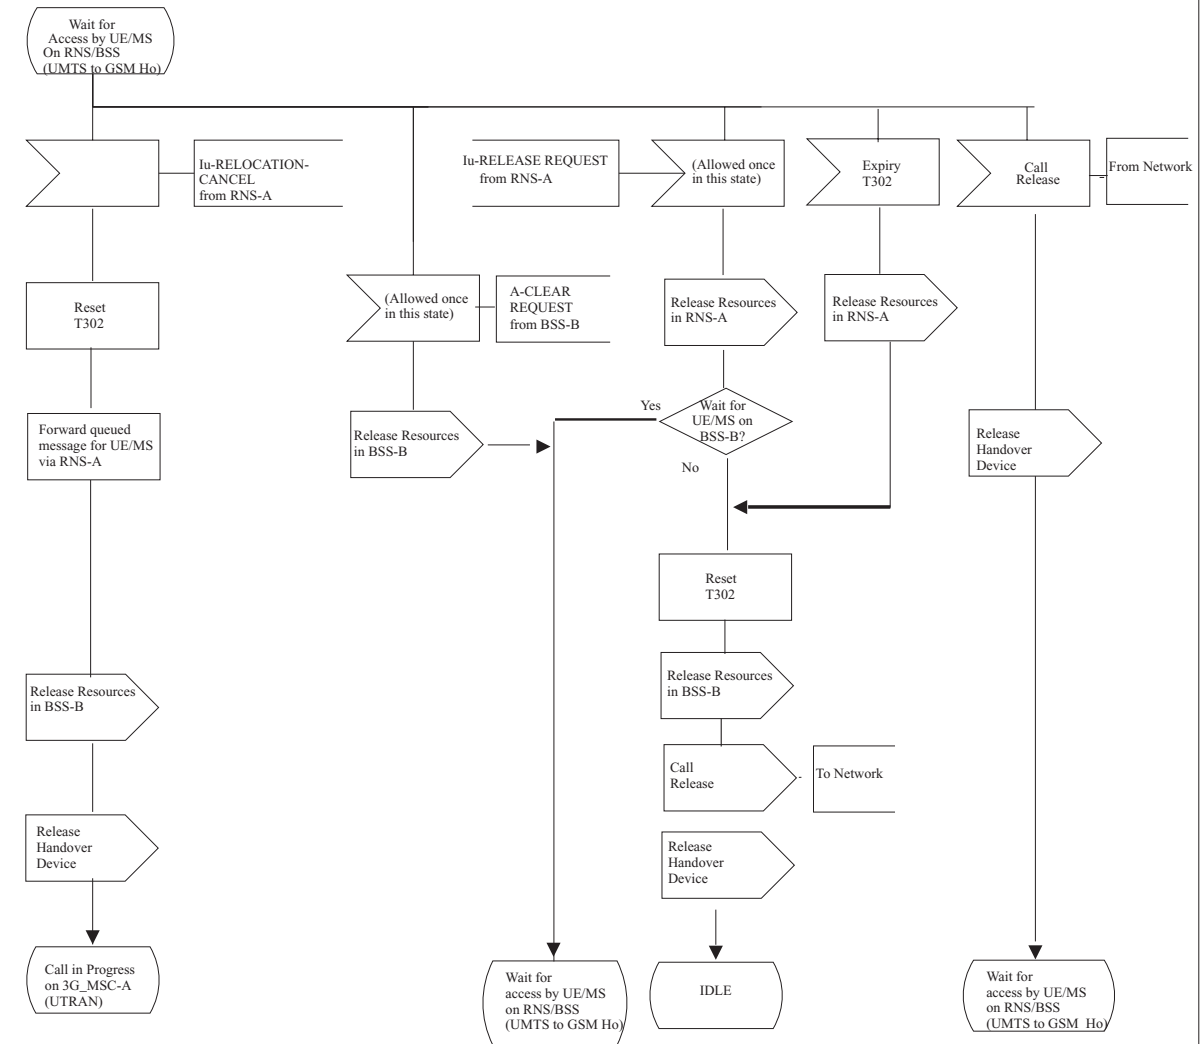 Wait for
Access by UE/MS
On RNS/BSS
(UMTS to GSM Ho)
Iu-RELOCATION-
CANCEL
from RNS-A
Iu-RELEASE REQUEST
from RNS-A
(Allowed once
in this state)
Expiry
T302
Call
Release
From Network
Reset
T302
(Allowed once
in this state)
A-CLEAR
REQUEST
from BSS-B
Release Resources
in RNS-A
Release Resources
in RNS-A
Forward queued
message for UE/MS
via RNS-A
Release Resources
in BSS-B
Yes
Wait for
UE/MS on
BSS-B?
No
Release
Handover
Device
Reset
T302
Release Resources
in BSS-B
Release Resources
in BSS-B
Call
Release
To Network
Release
Handover
Device
Release
Handover
Device
Call in Progress
on 3G_MSC-A
(UTRAN)
Wait for
access by UE/MS
on RNS/BSS
(UMTS to GSM Ho)
IDLE
Wait for
access by UE/MS
on RNS/BSS
(UMTS to GSM Ho)